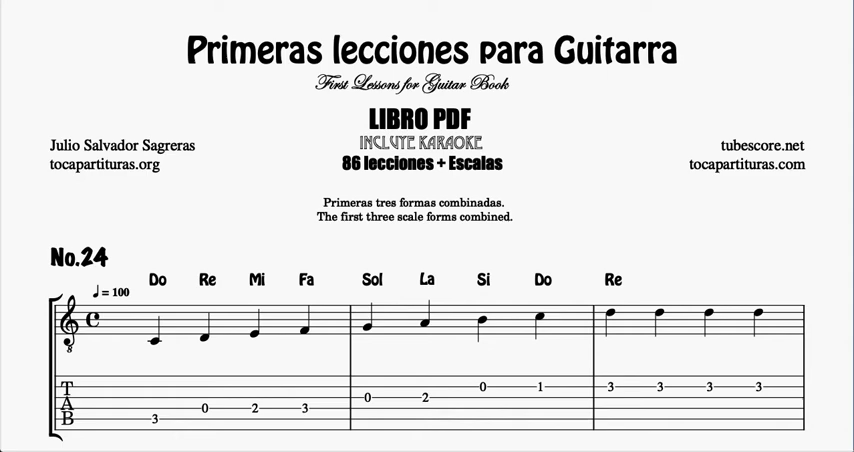 Primeras lecciones para Guitarra
First Lessons for Guitar Book
LIBRO PDF
INCLUYE KARAOKE
86 lecciones + Escalas
Julio Salvador Sagreras
tocapartituras.org
tubescore.net
tocapartituras.com
Primeras tres formas combinadas.
The first three scale forms combined.
No.24
Do Re Mi Fa Sol La Si Do Re
♩ = 100
8
T
A
B
3 0 2 3 0 2 0 1 3 3 3 3